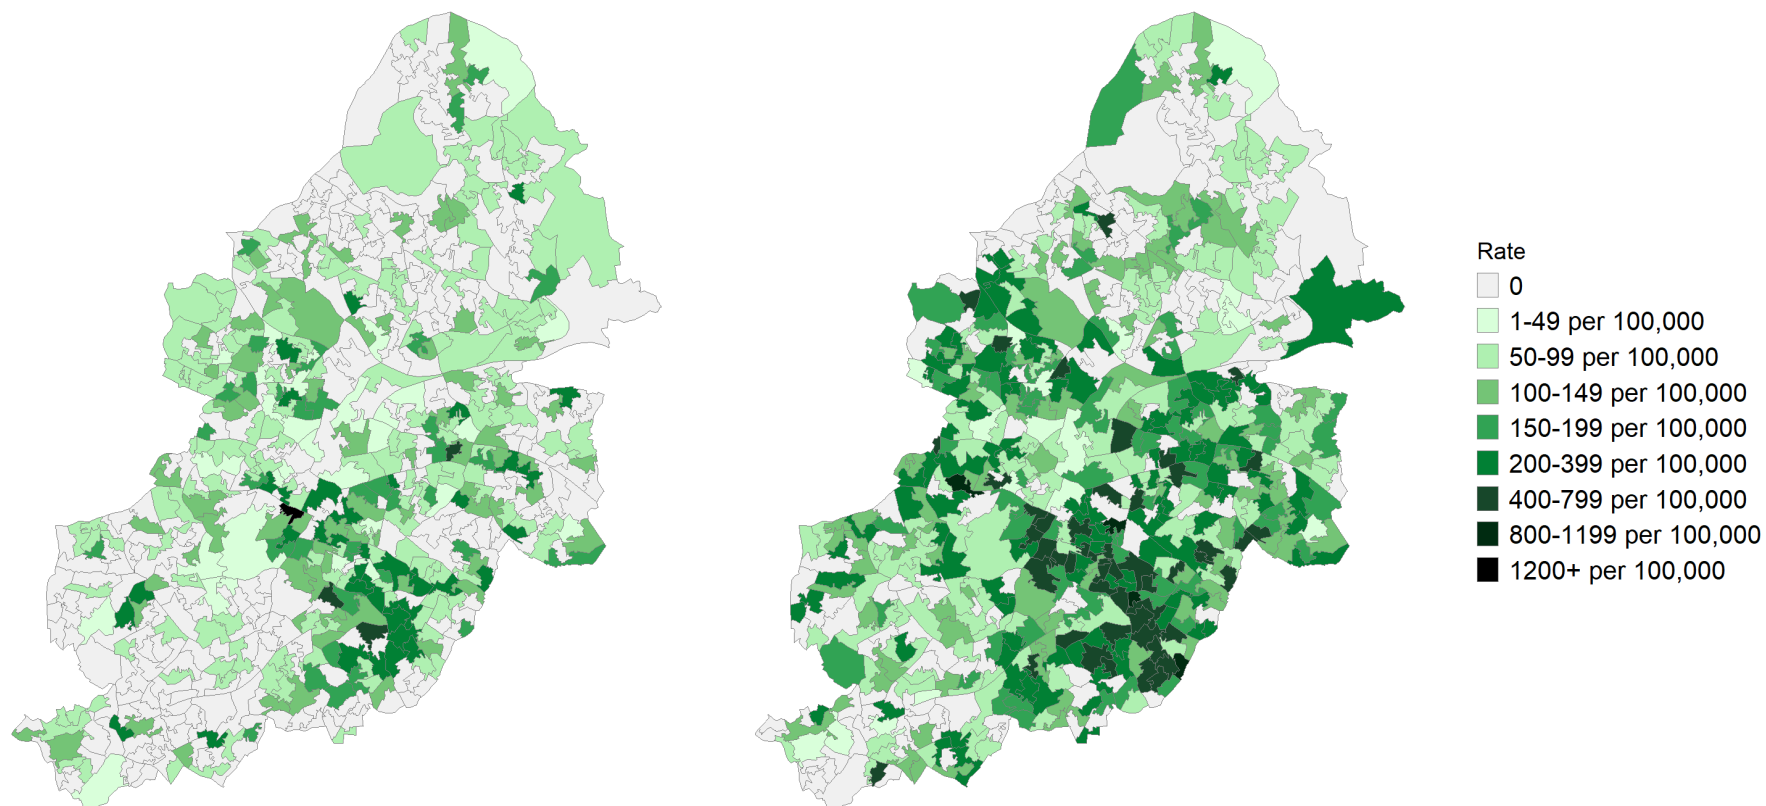 Rate
0
1-49 per 100,000
50-99 per 100,000
100-149 per 100,000
150-199 per 100,000
200-399 per 100,000
400-799 per 100,000
800-1199 per 100,000
1200+ per 100,000